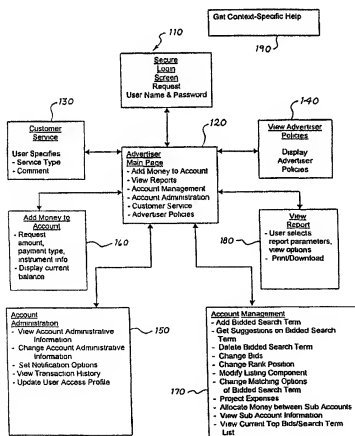 110
Get Context-Specific Help
190
Secure
Login
Screen
Request
User Name & Password
130
Customer
Service
User Specifies
- Service Type
- Comment
120
Advertiser
Main Page
- Add Money to Account
- View Reports
- Account Management
- Account Administration
- Customer Service
- Advertiser Policies
140
View Advertiser
Policies
Display
Advertiser
Policies
Add Money to
Account
- Request
amount,
payment type,
instrument info
- Display current
balance
160
View
Report
- User selects
report parameters,
view options
- Print/Download
180
Account
Administration
- View Account Administrative
Information
- Change Account Administrative
Information
- Set Notification Options
- View Transaction History
- Update User Access Profile
150
Account Management
- Add Bidded Search Term
- Get Suggestions on Bidded Search
Term
- Delete Bidded Search Term
- Change Bids
- Change Rank Position
- Modify Listing Component
- Change Matching Options
of Bidded Search Term
- Project Expenses
- Allocate Money between Sub Accounts
- View Sub Account Information
- View Current Top Bids/Search Term
List
170